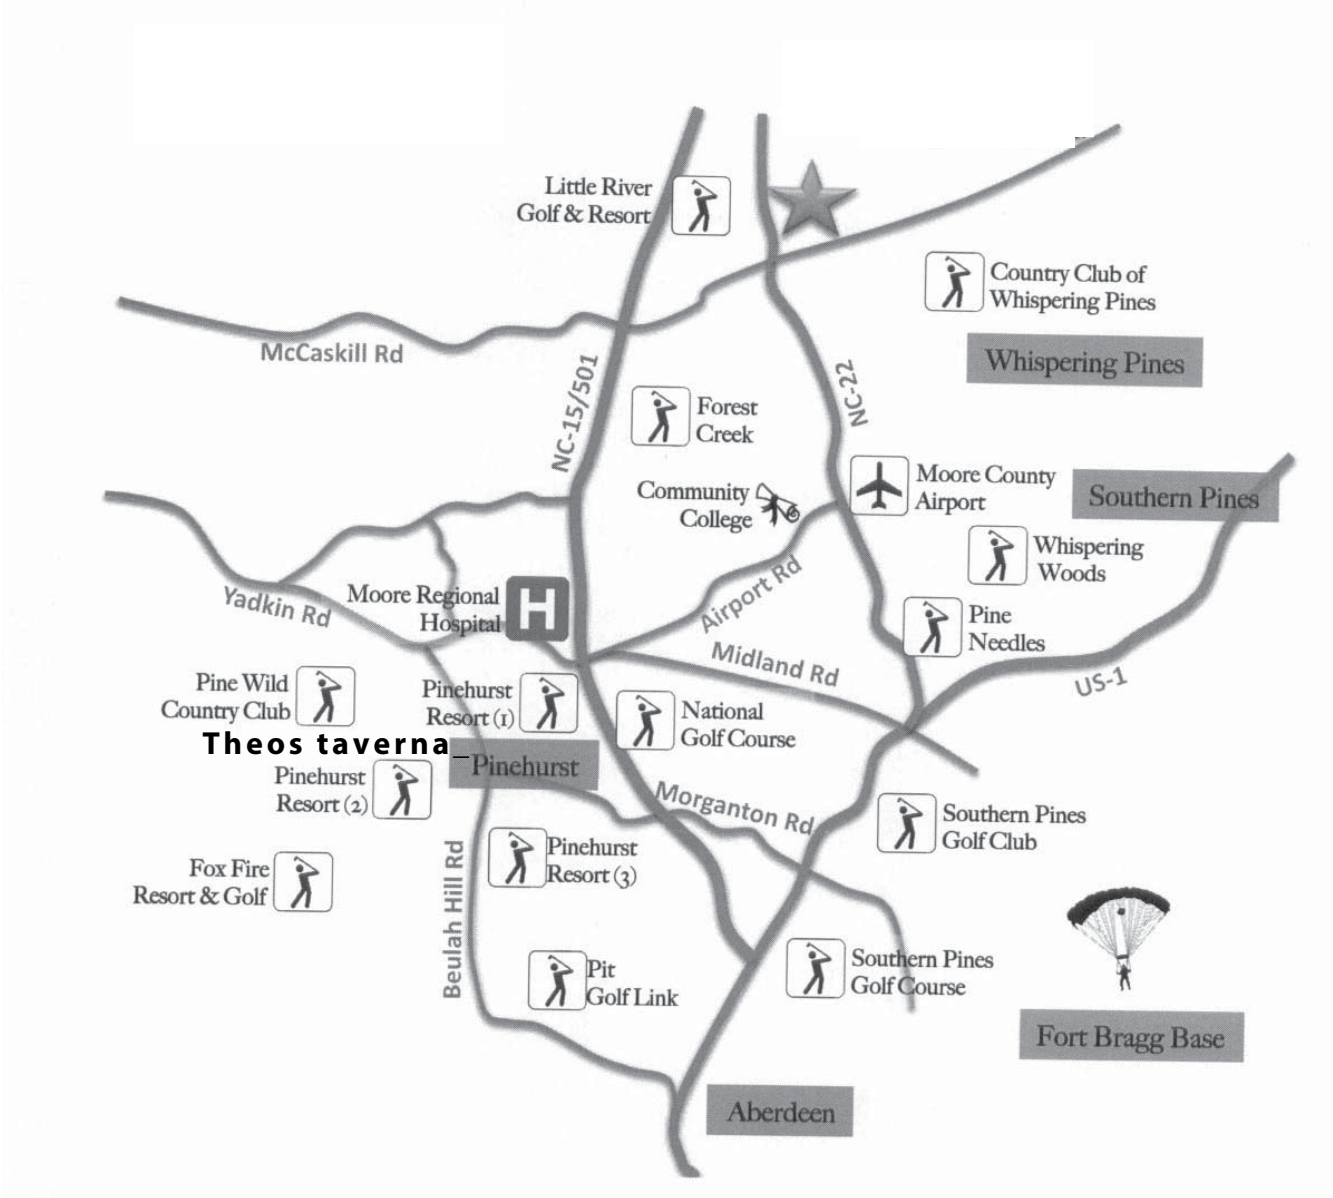 Little River
Golf & Resort
Country Club of
Whispering Pines
McCaskill Rd
Whispering Pines
NC-15/501
NC-22
Forest
Creek
Community
College
Moore County
Airport
Southern Pines
Whispering
Woods
Yadkin Rd
Moore Regional
Hospital
H
Airport Rd
Pine
Needles
Midland Rd
US-1
Pine Wild
Country Club
Pinehurst
Resort (1)
National
Golf Course
Theos taverna_
Pinehurst
Pinehurst
Resort (2)
Morganton Rd
Southern Pines
Golf Club
Pinehurst
Resort (3)
Fox Fire
Resort & Golf
Beulah Hill Rd
Pit
Golf Link
Southern Pines
Golf Course
Fort Bragg Base
Aberdeen